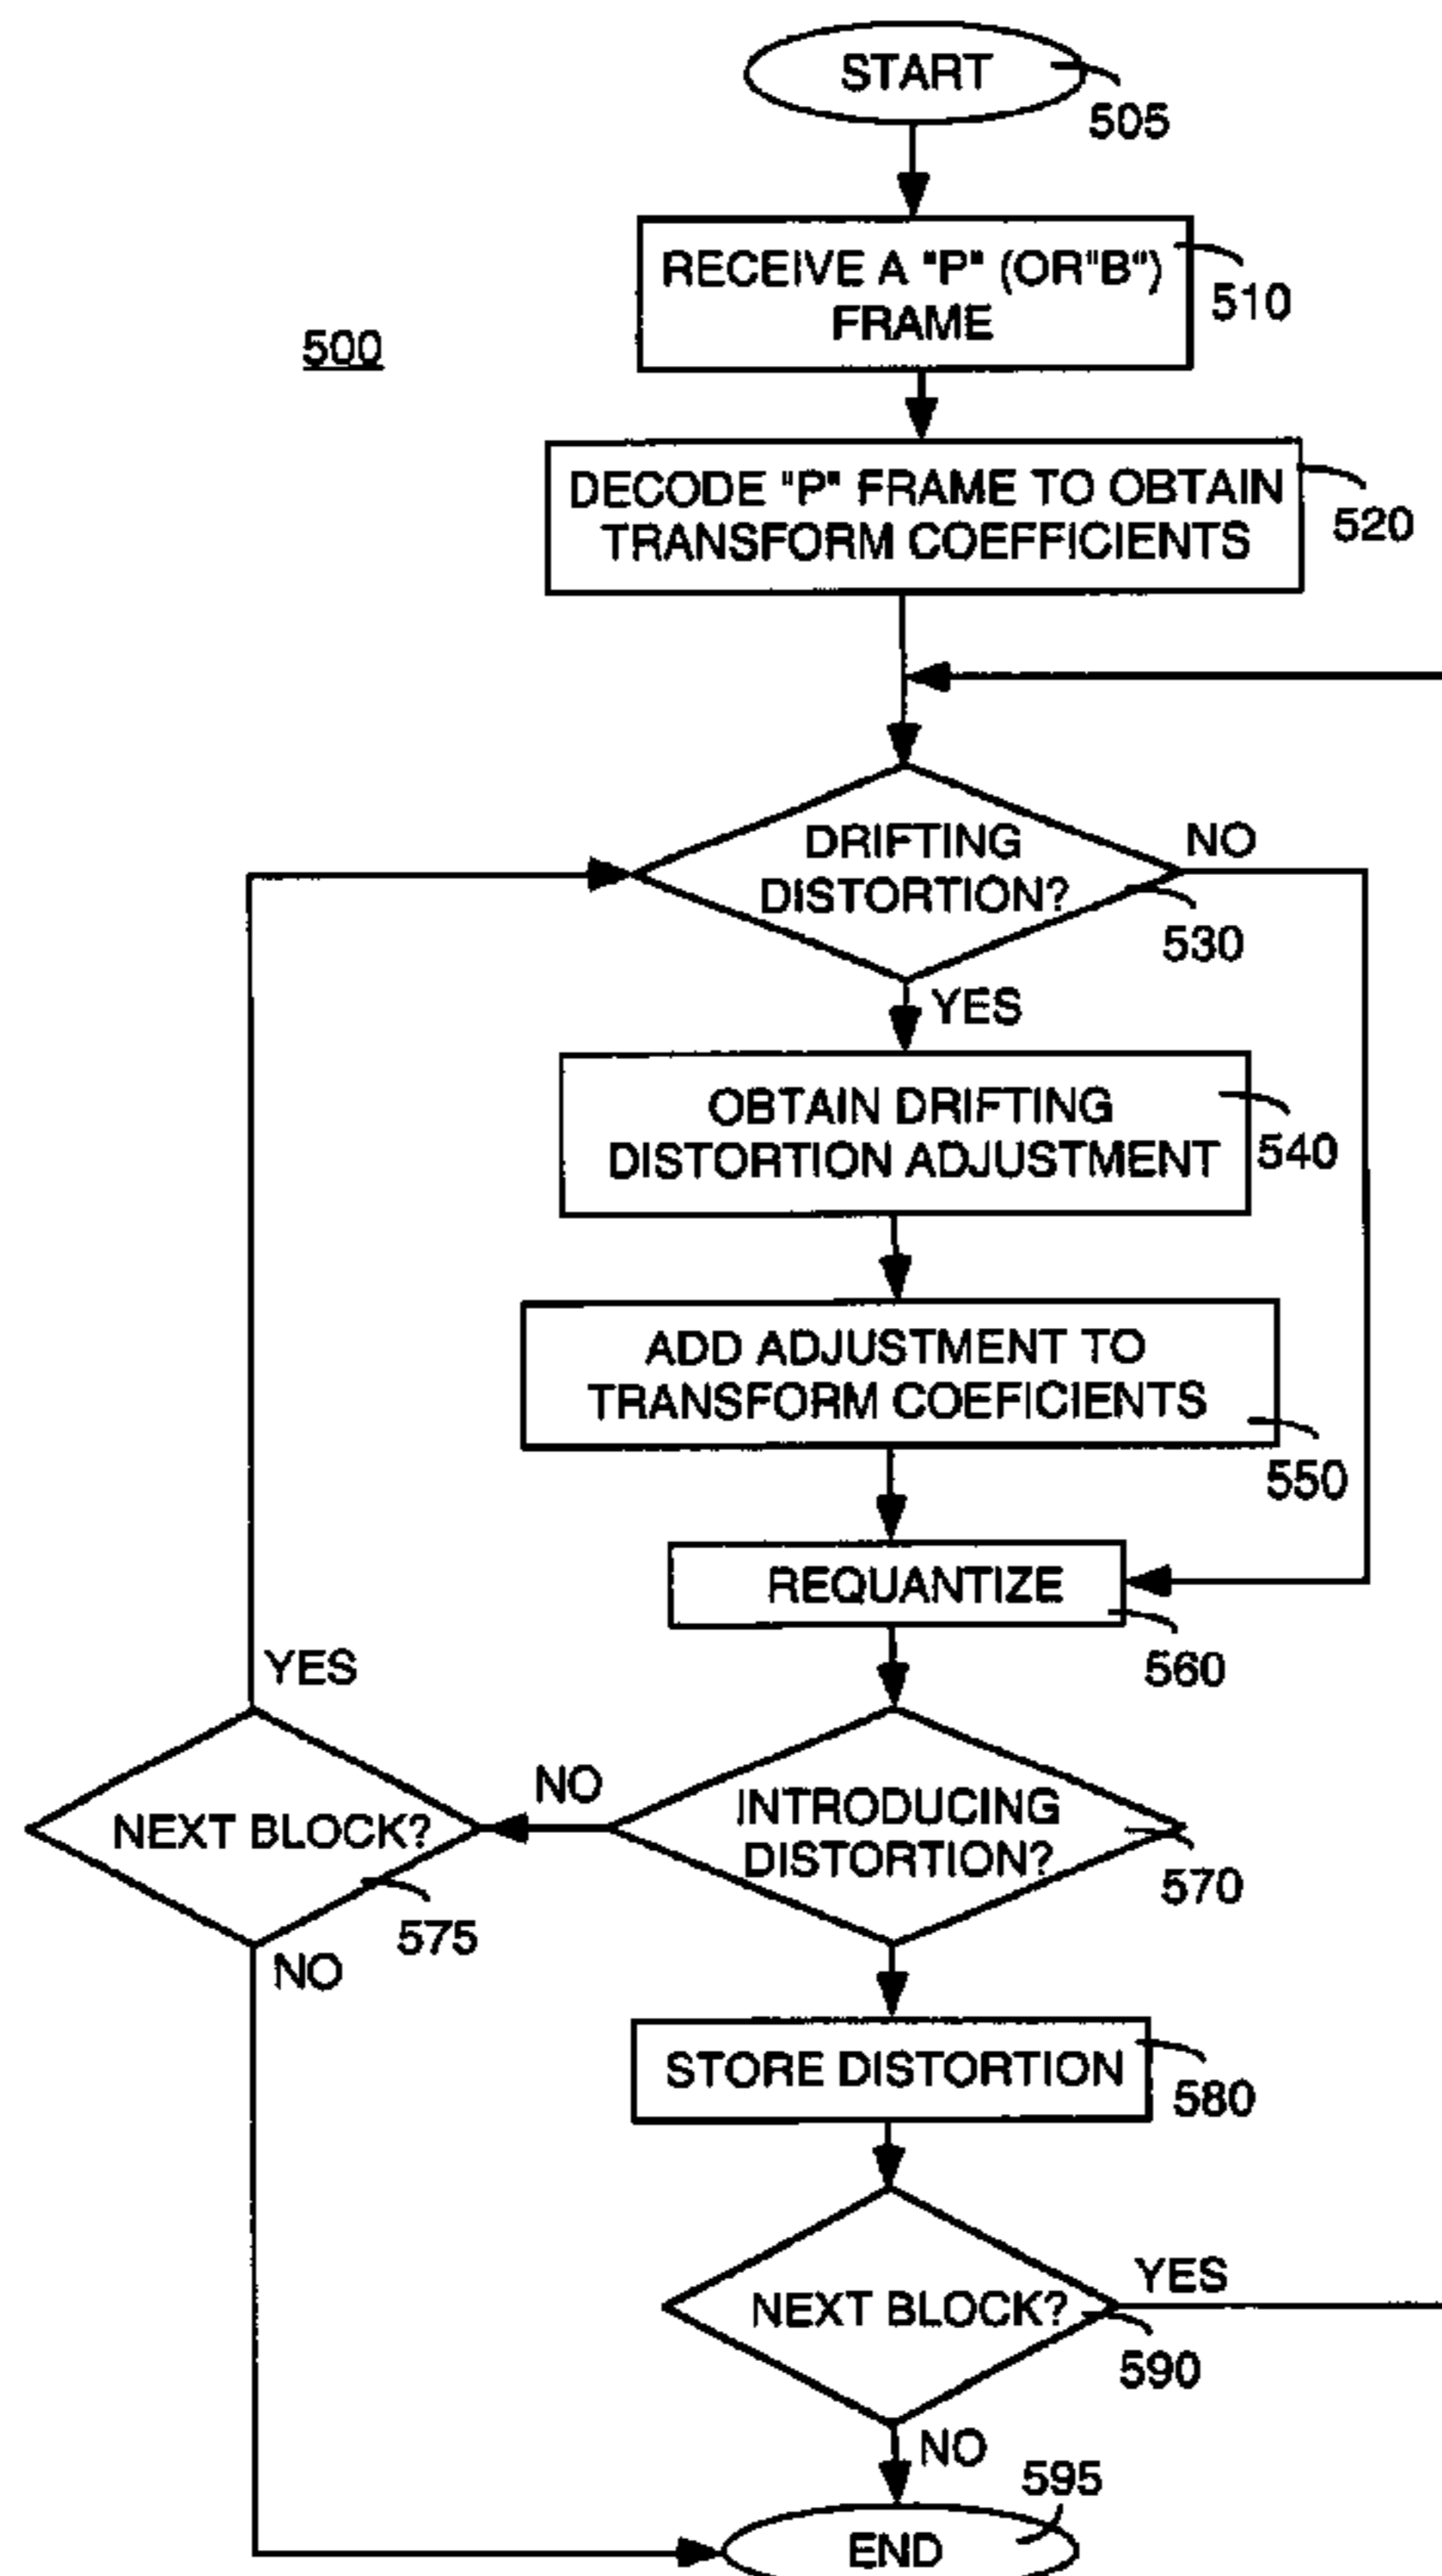 START
505
RECEIVE A "P" (OR"B")
FRAME
510
500
DECODE "P" FRAME TO OBTAIN
TRANSFORM COEFFICIENTS
520
DRIFTING
DISTORTION?
NO
530
YES
OBTAIN DRIFTING
DISTORTION ADJUSTMENT
540
ADD ADJUSTMENT TO
TRANSFORM COEFICIENTS
550
REQUANTIZE
560
YES
NEXT BLOCK?
575
NO
NO
INTRODUCING
DISTORTION?
570
STORE DISTORTION
580
NEXT BLOCK?
YES
590
NO
595
END